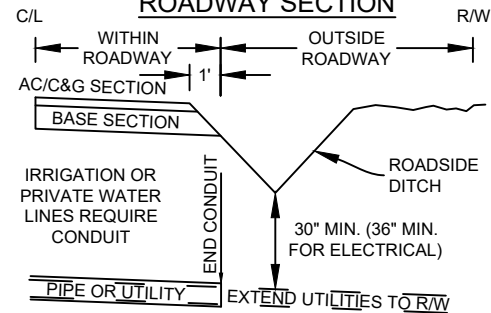 ROADWAY SECTION
C/L
R/W
WITHIN
ROADWAY
OUTSIDE
ROADWAY
1'
AC/C&G SECTION
BASE SECTION
IRRIGATION OR
PRIVATE WATER
LINES REQUIRE
CONDUIT
END CONDUIT
ROADSIDE
DITCH
30" MIN. (36" MIN.
FOR ELECTRICAL)
PIPE OR UTILITY
EXTEND UTILITIES TO R/W